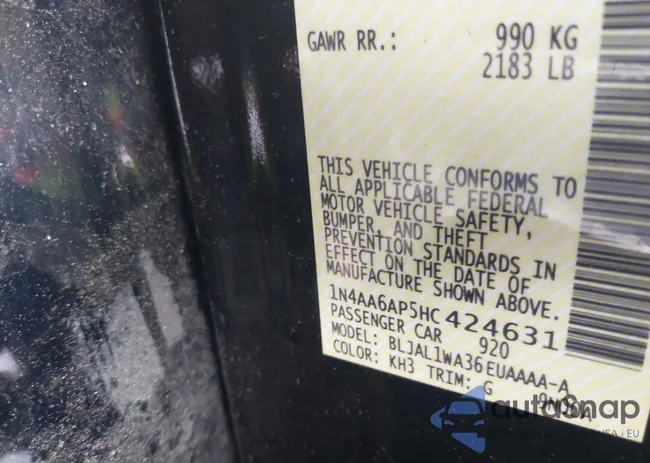 GAWR RR.: 990 KG
2183 LB
THIS VEHICLE CONFORMS TO
ALL APPLICABLE FEDERAL
MOTOR VEHICLE SAFETY,
BUMPER, AND THEFT
PREVENTION STANDARDS IN
EFFECT ON THE DATE OF
MANUFACTURE SHOWN ABOVE.
1N4AA6AP5HC424631
PASSENGER CAR 920
MODEL: BLJAL1WA36EUAAAA-A
COLOR: KH3 TRIM: G
autoSnap